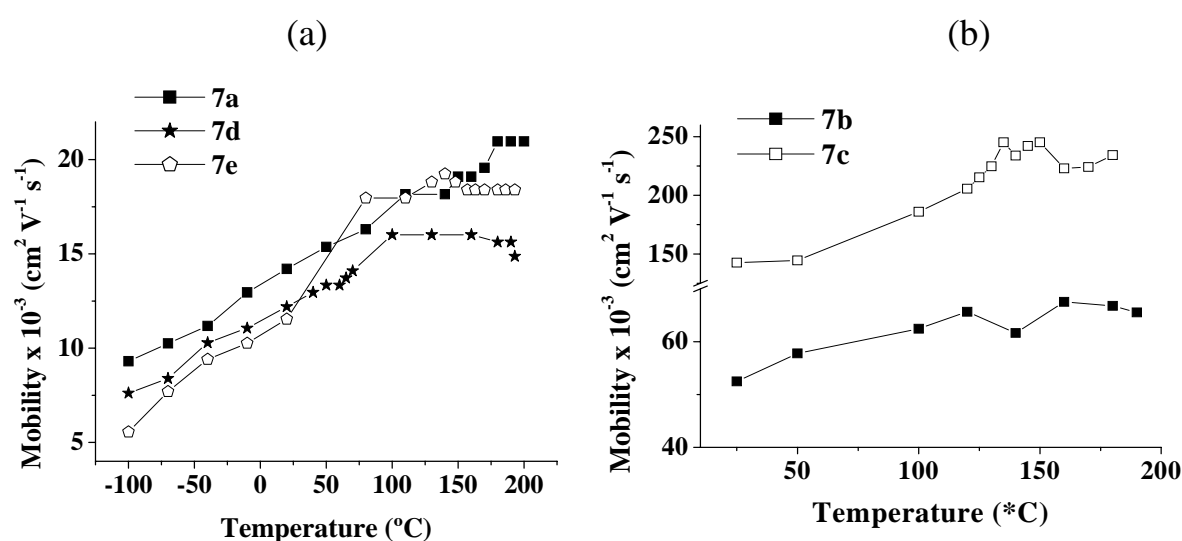 (a)
7a
7d
7e
20
15
10
5
Mobility x 10⁻³ (cm² V⁻¹ s⁻¹)
-100 -50 0 50 100 150 200
Temperature (ºC)
(b)
7b
7c
250
200
150
60
40
Mobility x 10⁻³ (cm² V⁻¹ s⁻¹)
50 100 150 200
Temperature (*C)